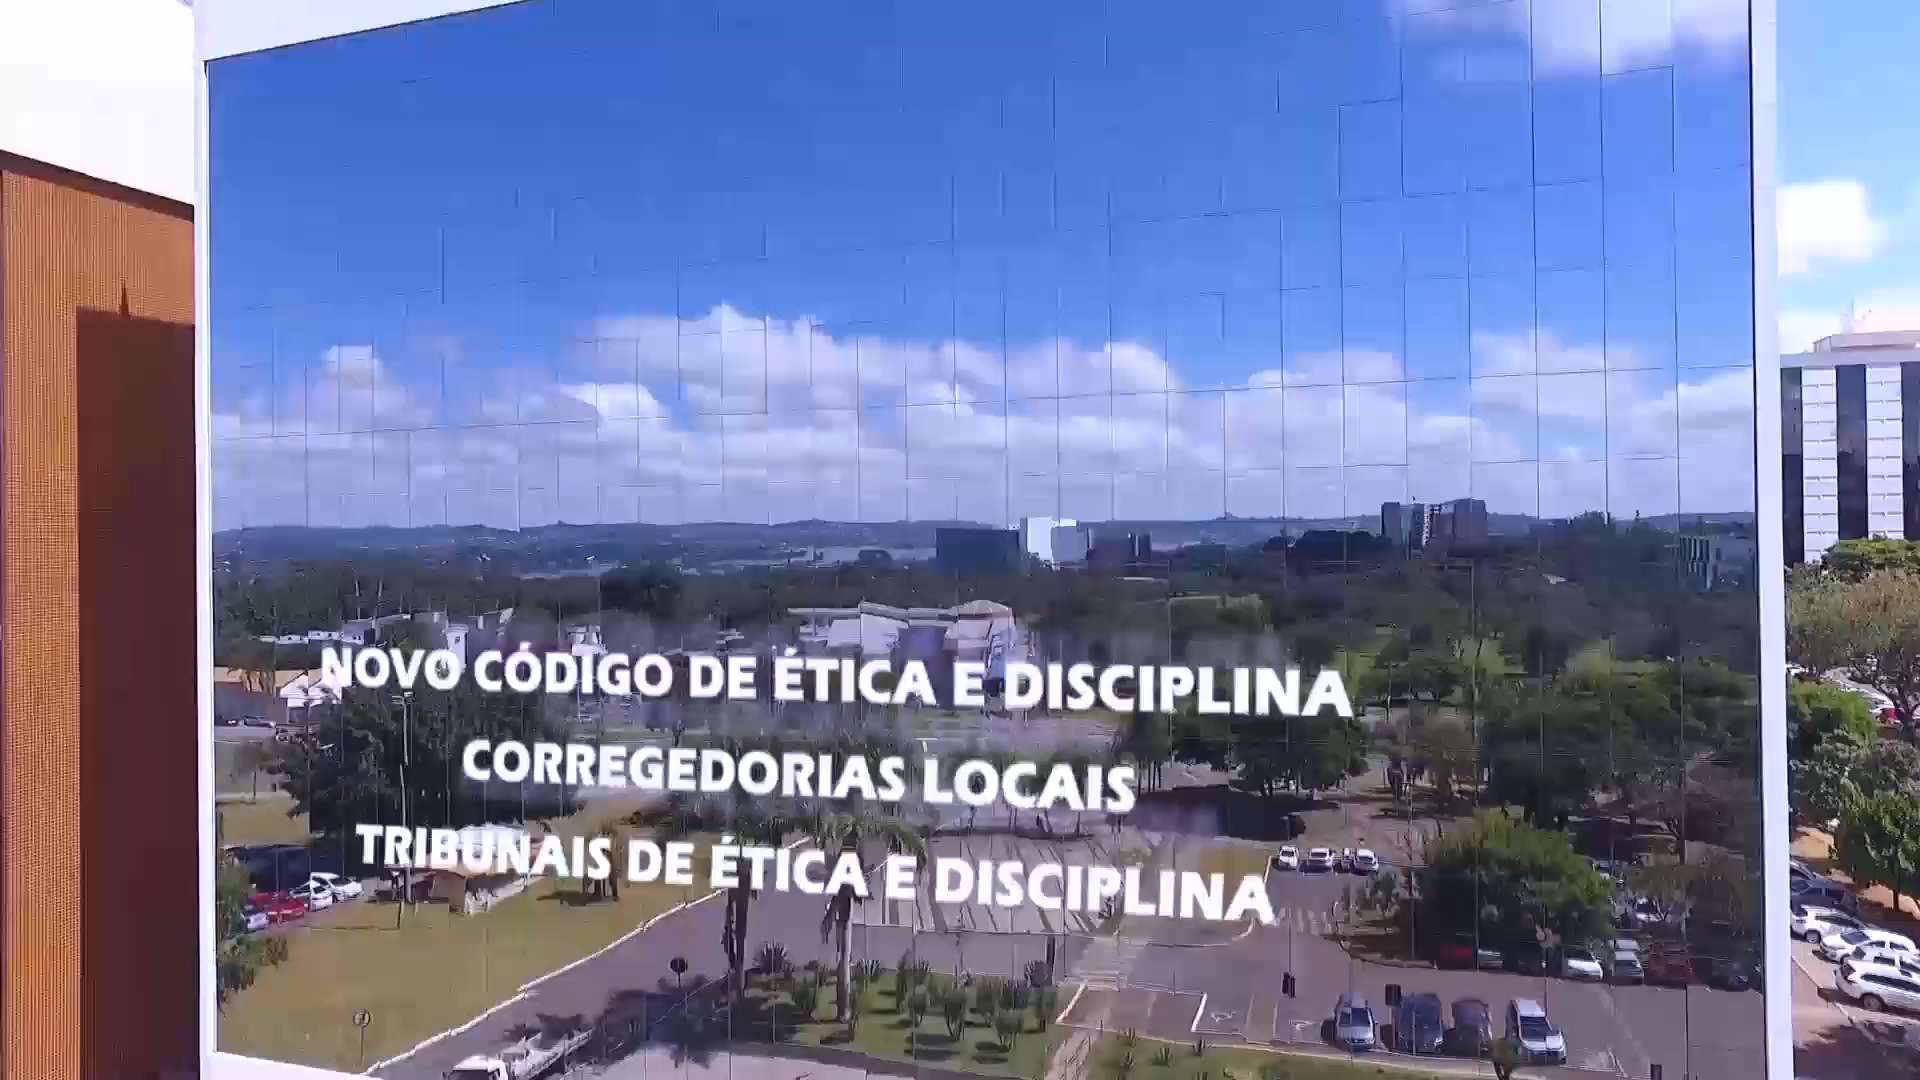 NOVO CÓDIGO DE ÉTICA E DISCIPLINA
CORREGEDORIAS LOCAIS
TRIBUNAIS DE ÉTICA E DISCIPLINA